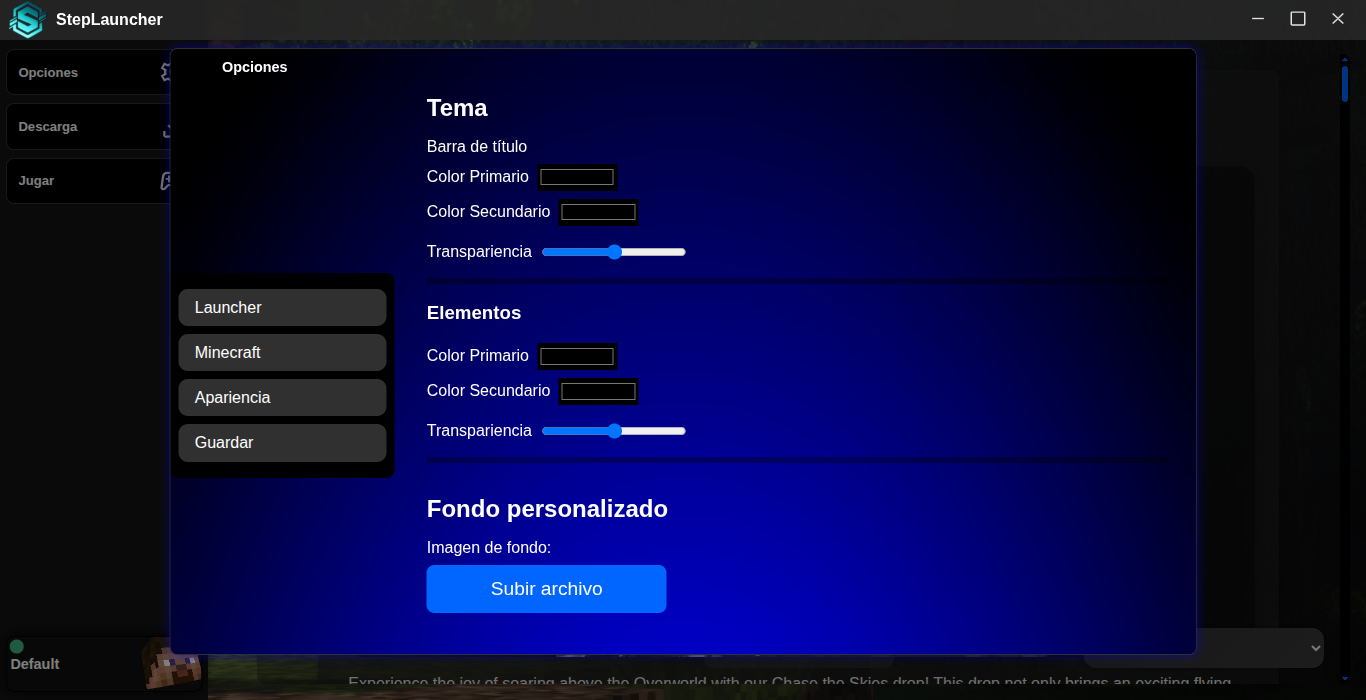 StepLauncher
Opciones
Descarga
Jugar
Opciones
Launcher
Minecraft
Apariencia
Guardar
Tema
Barra de título
Color Primario
Color Secundario
Transpariencia
Elementos
Color Primario
Color Secundario
Transpariencia
Fondo personalizado
Imagen de fondo:
Subir archivo
Default
Experience the joy of soaring above the Overworld with our Chase the Skies drop! This drop not only brings an exciting flying